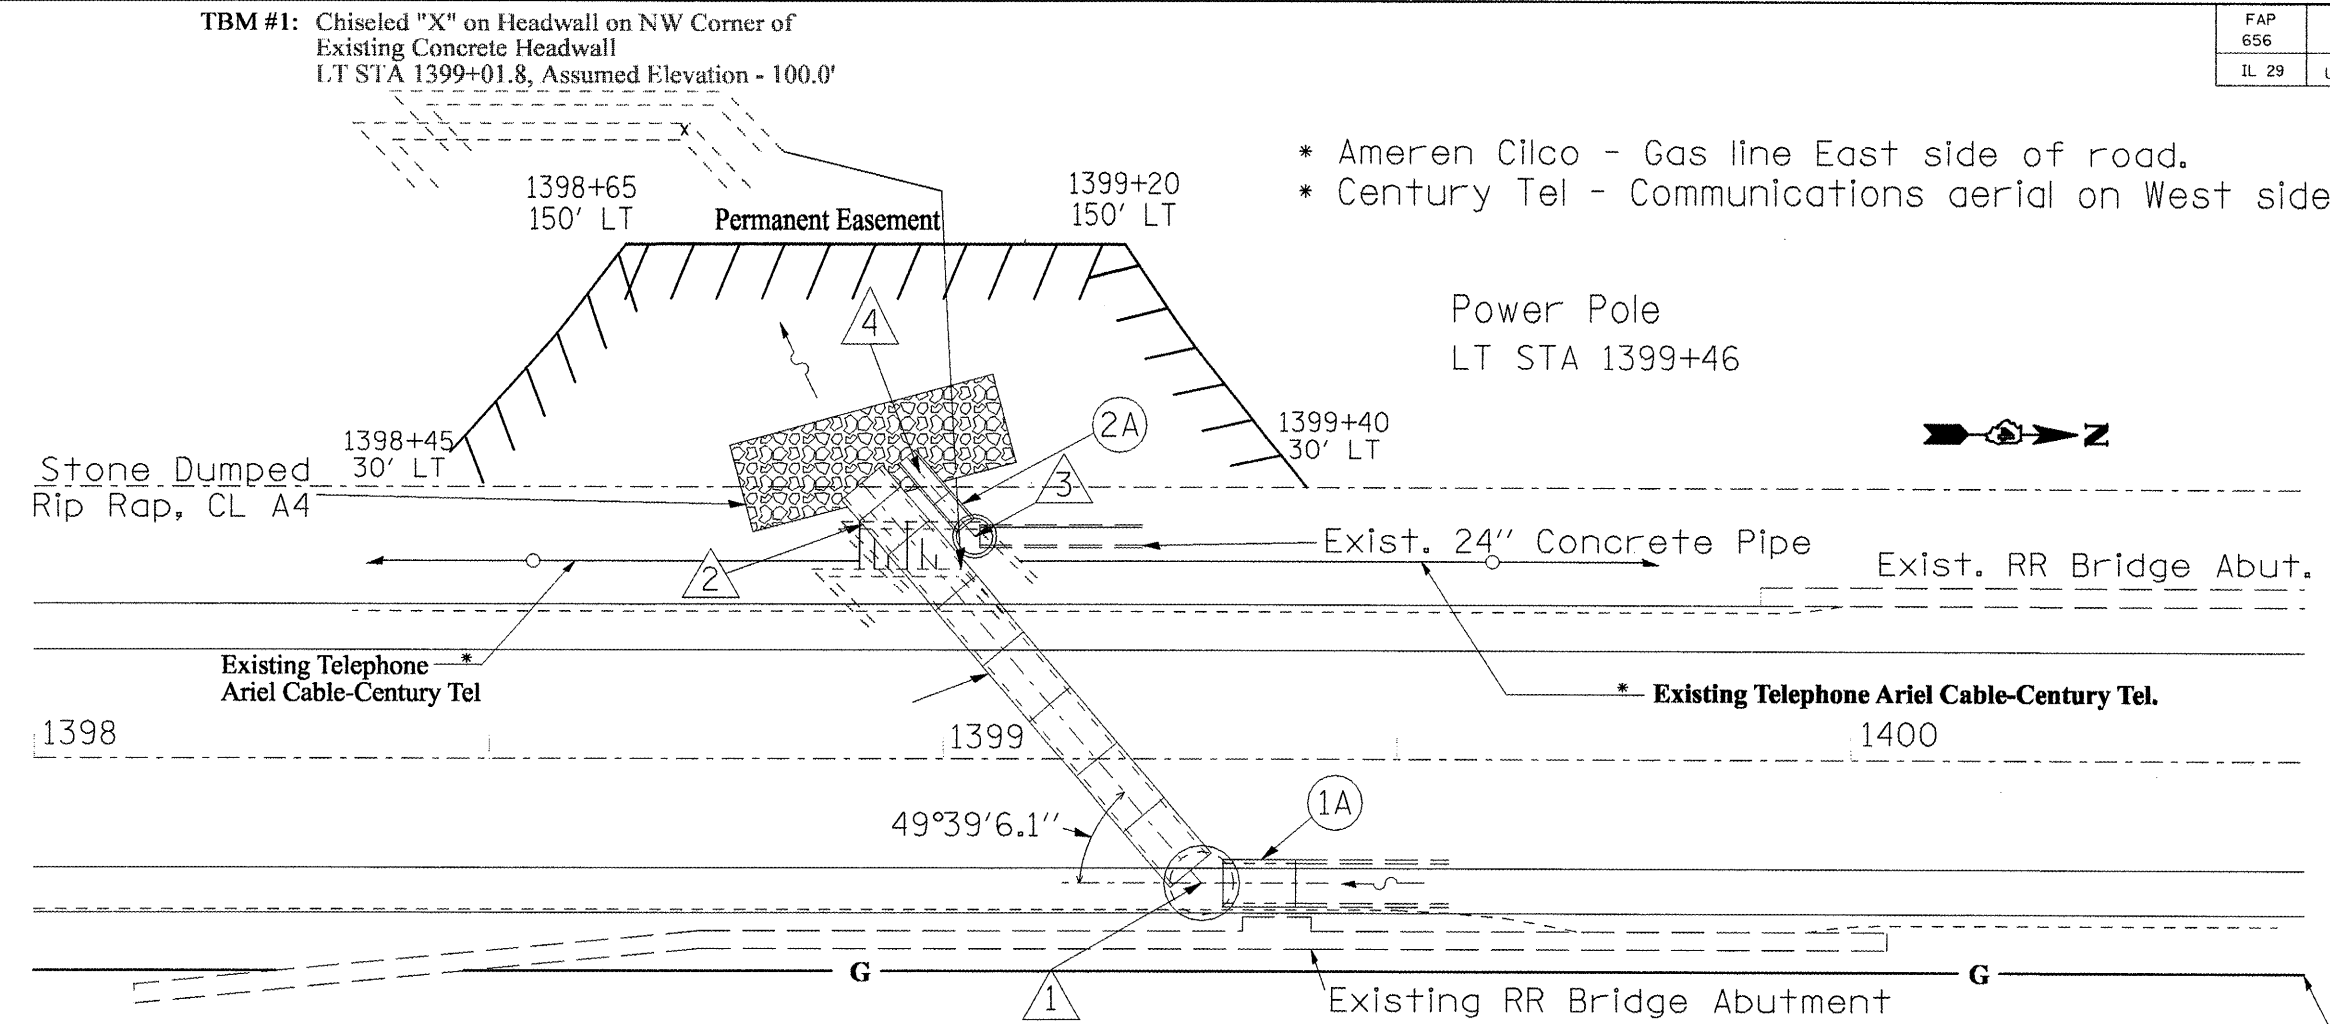 TBM #1: Chiseled "X" on Headwall on NW Corner of
Existing Concrete Headwall
LT STA 1399+01.8, Assumed Elevation - 100.0'
FAP
656
IL 29
X
* Ameren Cilco - Gas line East side of road.
* Century Tel - Communications aerial on West side
1398+65
150' LT
Permanent Easement
1399+20
150' LT
Power Pole
LT STA 1399+46
4
2A
3
N
1398+45
30' LT
1399+40
30' LT
Stone Dumped
Rip Rap, CL A4
Exist. 24" Concrete Pipe
Exist. RR Bridge Abut.
2
Existing Telephone *
Ariel Cable-Century Tel
* Existing Telephone Ariel Cable-Century Tel.
1398
1399
1400
49°39'6.1"
1A
G
G
1
Existing RR Bridge Abutment